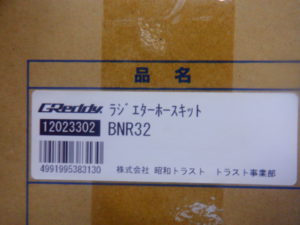 品名
GReddy ラジエターホースキット
12023302 BNR32
4991995383130
株式会社 昭和トラスト トラスト事業部